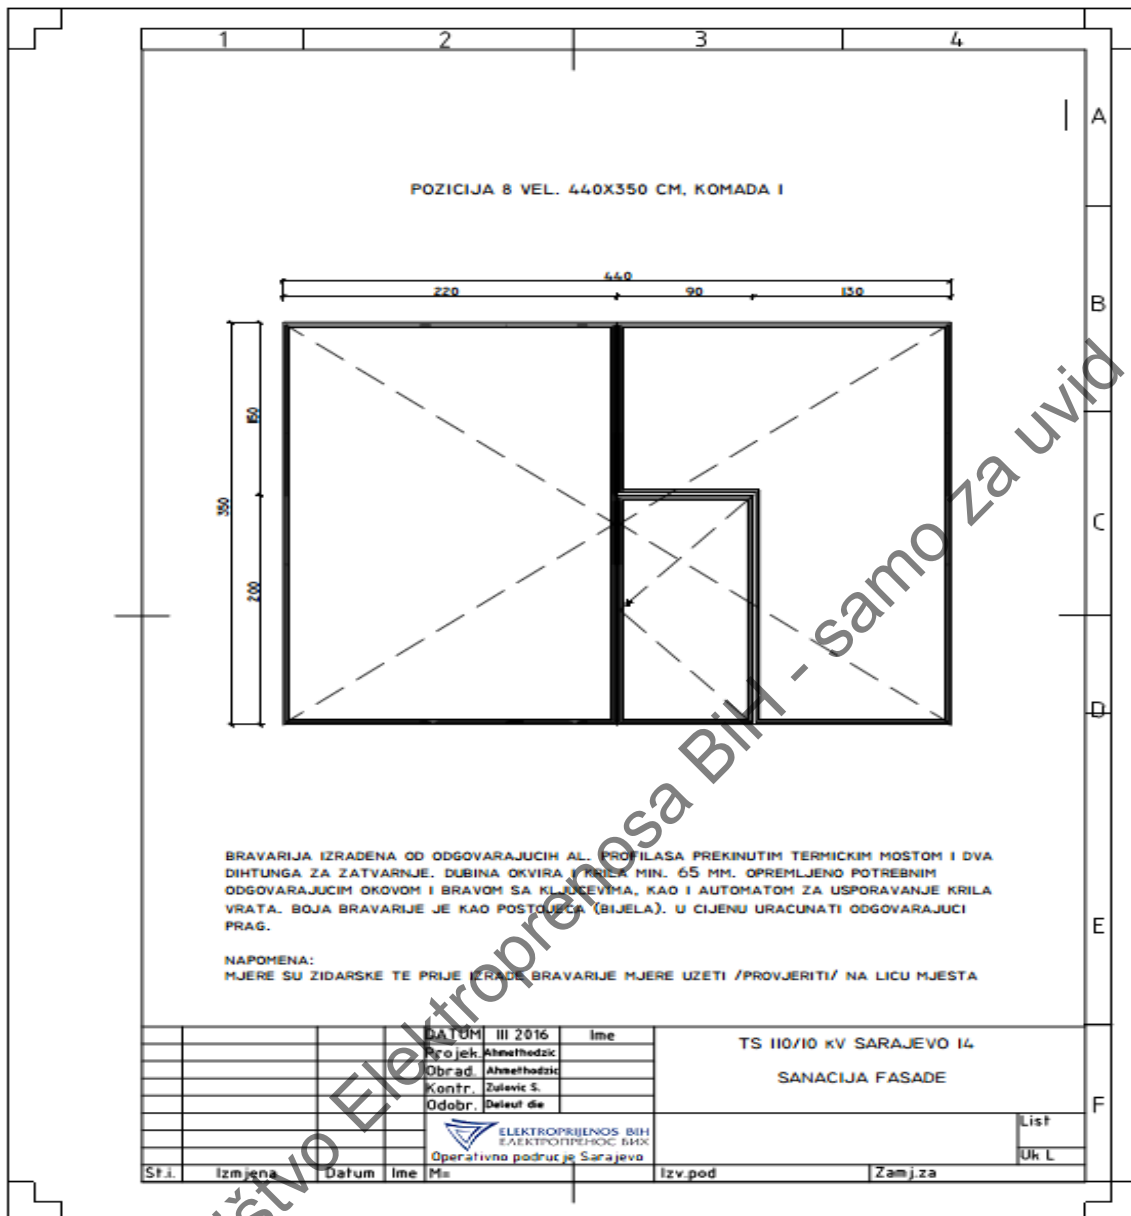 1 2 3 4
A
POZICIJA 8 VEL. 440X350 CM, KOMADA 1
440
220 90 130
B
150
350
C
200
D
BRAVARIJA IZRADENA OD ODGOVARAJUCIH AL. PROFILASA PREKINUTIM TERMICKIM MOSTOM I DVA
DIHTUNGA ZA ZATVARNJE. DUBINA OKVIRA I KRILA MIN. 65 MM. OPREMLJENO POTREBNIM
ODGOVARAJUCIM OKOVOM I BRAVOM SA KLJUCEVIMA, KAO I AUTOMATOM ZA USPORAVANJE KRILA
VRATA. BOJA BRAVARIJE JE KAO POSTOJECA (BIJELA). U CIJENU URACUNATI ODGOVARAJUCI
PRAG.
E
NAPOMENA:
MJERE SU ZIDARSKE TE PRIJE IZRADE BRAVARIJE MJERE UZETI /PROVJERITI/ NA LICU MJESTA
DATUM III 2016 Ime
Projek. Ahmethodzic
Obrad. Ahmethodzic
Kontr. Zulovic S.
Odobr. Deleut die
TS 110/10 KV SARAJEVO 14
SANACIJA FASADE
F
ELEKTROPRIJENOS BIH
ЕЛЕКТРОПРЕНОС БИХ
Operativno podrucje Sarajevo
List
Uk L
St.i. Izmjena Datum Ime M= Izv.pod Zamj.za
ištvo Elektroprenosa BiH - samo za uvid